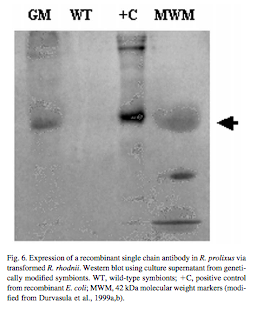 GM WT +C MWM
Fig. 6. Expression of a recombinant single chain antibody in R. prolixus via
transformed R. rhodnii. Western blot using culture supernatant from geneti-
cally modified symbionts. WT, wild-type symbionts; +C, positive control
from recombinant E. coli; MWM, 42 kDa molecular weight markers (modi-
fied from Durvasula et al., 1999a,b).